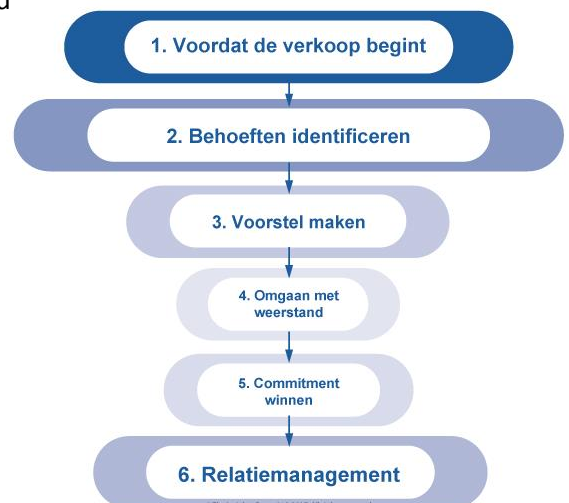 1. Voordat de verkoop begint
2. Behoeften identificeren
3. Voorstel maken
4. Omgaan met
weerstand
5. Commitment
winnen
6. Relatiemanagement